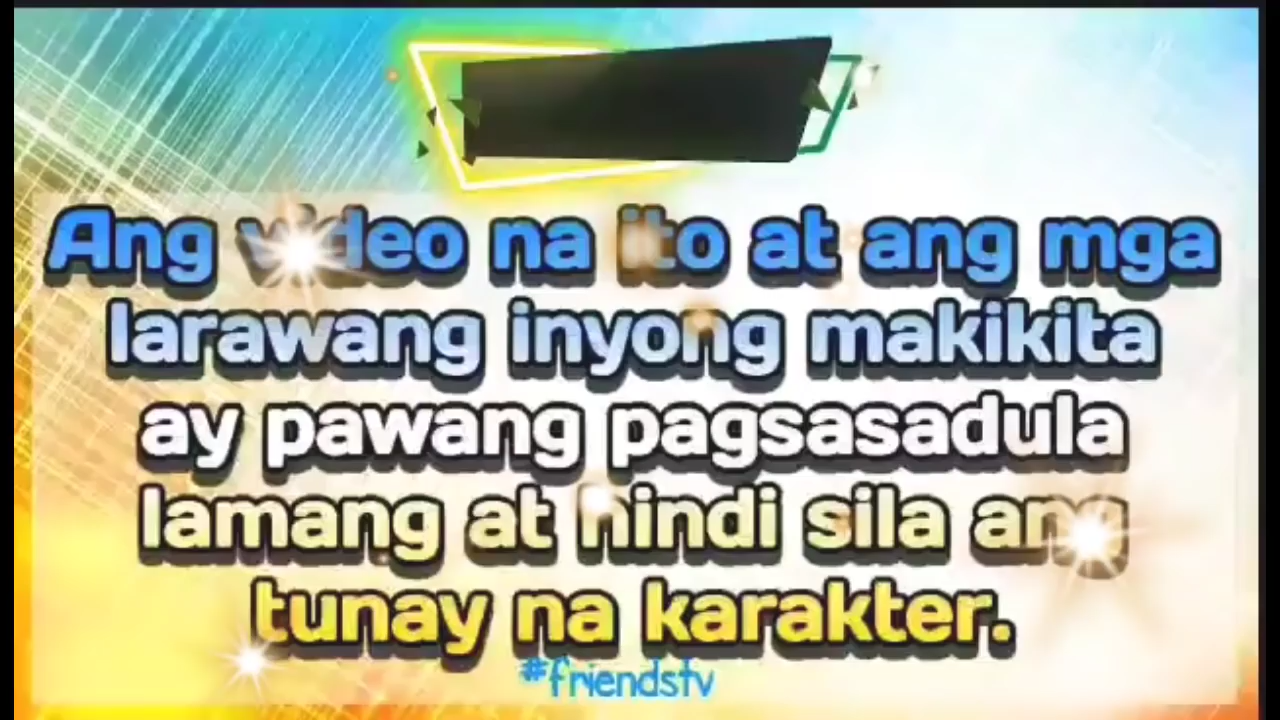 Ang video na ito at ang mga
larawang inyong makikita
ay pawang pagsasadula
lamang at hindi sila ang
tunay na karakter.
#friendstv